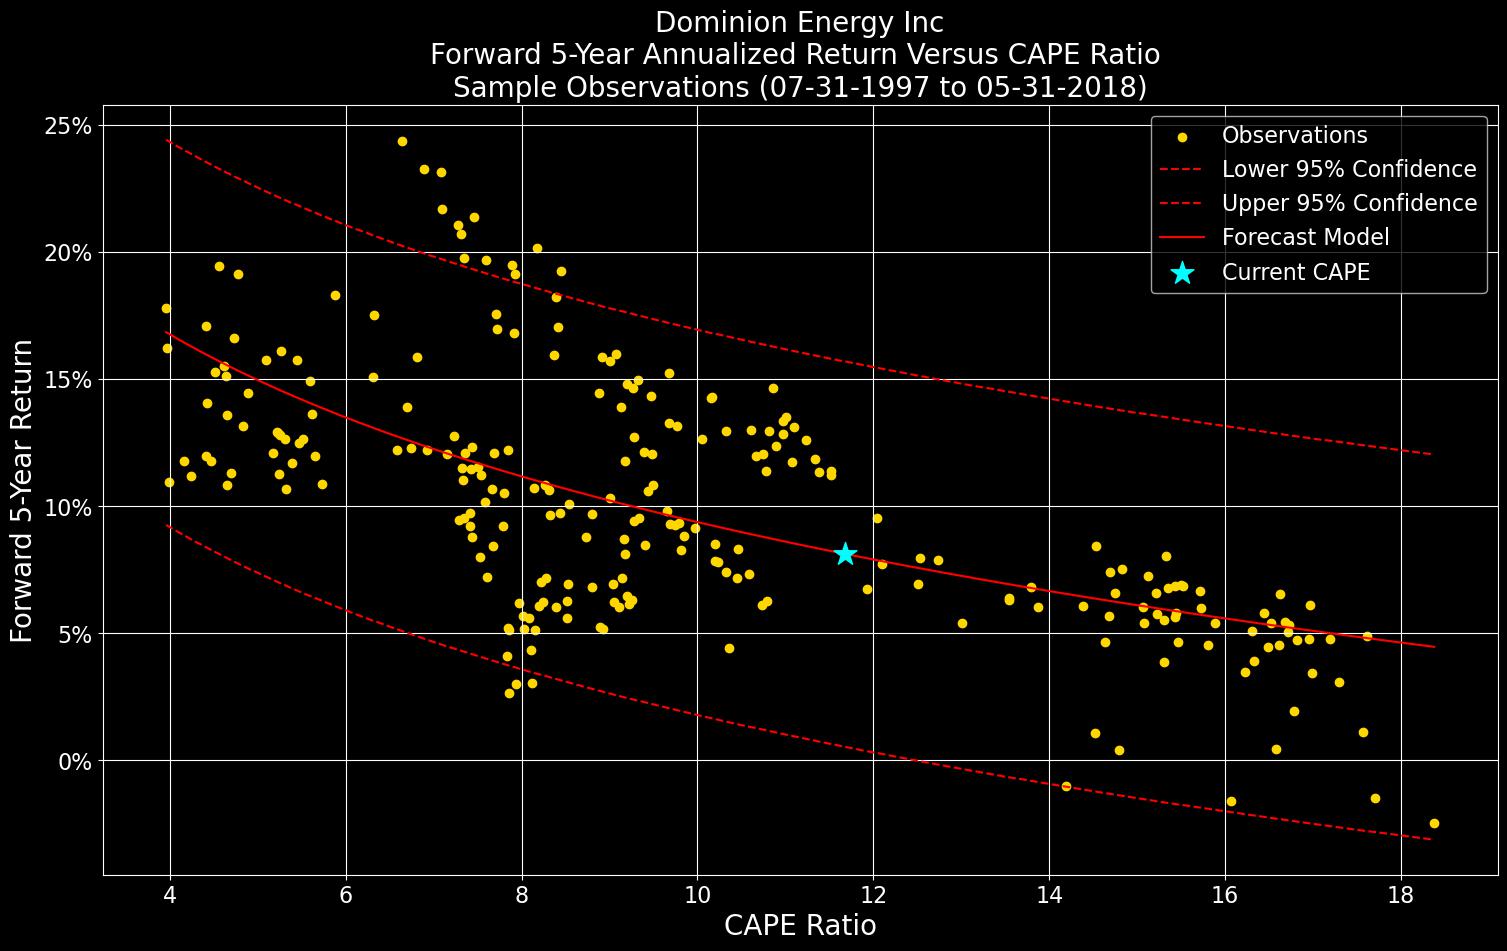 Dominion Energy Inc
Forward 5-Year Annualized Return Versus CAPE Ratio
Sample Observations (07-31-1997 to 05-31-2018)
Observations
Lower 95% Confidence
Upper 95% Confidence
Forecast Model
Current CAPE
Forward 5-Year Return
25%
20%
15%
10%
5%
0%
4 6 8 10 12 14 16 18
CAPE Ratio